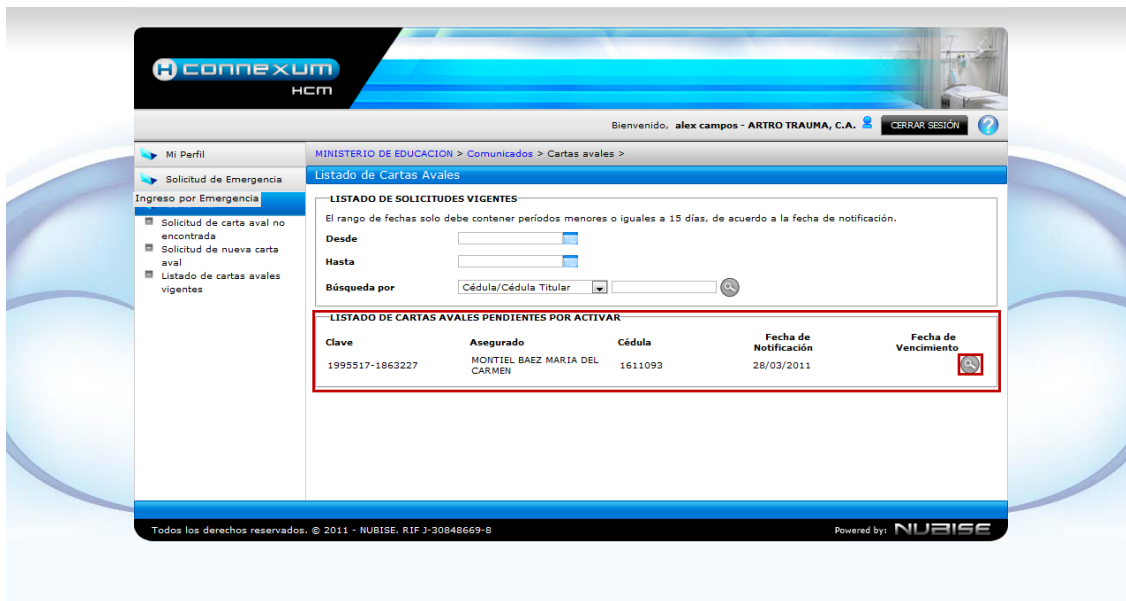 H connexum
HCM
Bienvenido, alex campos - ARTRO TRAUMA, C.A. CERRAR SESIÓN ?
Mi Perfil
Solicitud de Emergencia
Ingreso por Emergencia
Solicitud de carta aval no
encontrada
Solicitud de nueva carta
aval
Listado de cartas avales
vigentes
MINISTERIO DE EDUCACION > Comunicados > Cartas avales >
Listado de Cartas Avales
LISTADO DE SOLICITUDES VIGENTES
El rango de fechas solo debe contener períodos menores o iguales a 15 días, de acuerdo a la fecha de notificación.
Desde
Hasta
Búsqueda por Cédula/Cédula Titular
LISTADO DE CARTAS AVALES PENDIENTES POR ACTIVAR
Clave Asegurado Cédula Fecha de Notificación Fecha de Vencimiento
1995517-1863227 MONTIEL BAEZ MARIA DEL CARMEN 1611093 28/03/2011
Todos los derechos reservados. © 2011 - NUBISE. RIF J-30848669-8 Powered by: NUBISE